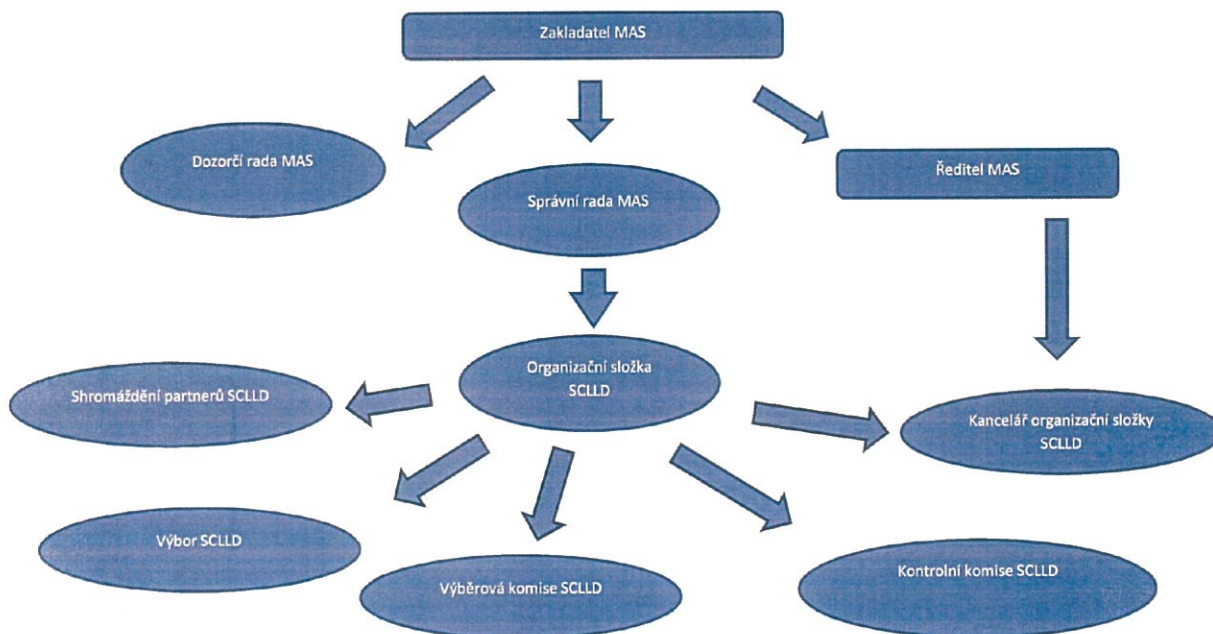 Zakladatel MAS
Dozorčí rada MAS
Správní rada MAS
Ředitel MAS
Organizační složka
SCLLD
Shromáždění partnerů SCLLD
Kancelář organizační složky
SCLLD
Výbor SCLLD
Výběrová komise SCLLD
Kontrolní komise SCLLD